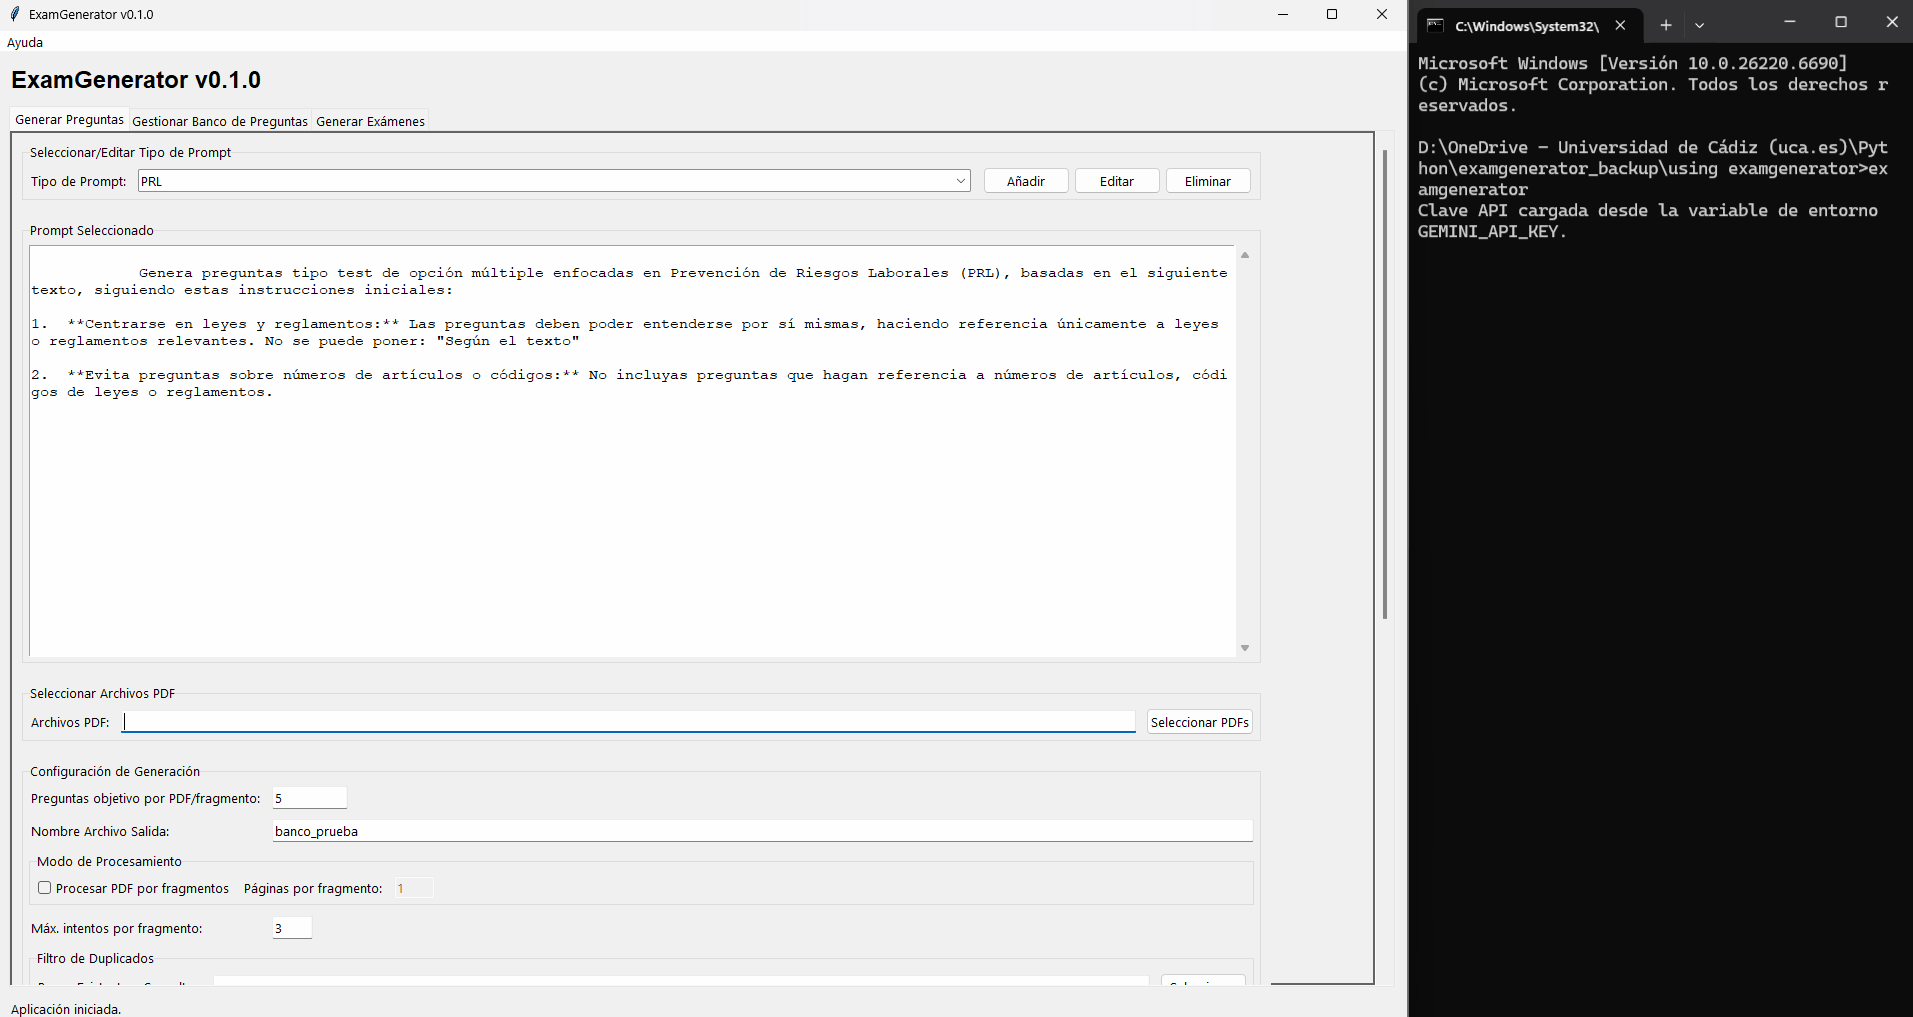 ExamGenerator v0.1.0
Ayuda
ExamGenerator v0.1.0
Generar Preguntas Gestionar Banco de Preguntas Generar Exámenes
Seleccionar/Editar Tipo de Prompt
Tipo de Prompt: PRL Añadir Editar Eliminar
Prompt Seleccionado
Genera preguntas tipo test de opción múltiple enfocadas en Prevención de Riesgos Laborales (PRL), basadas en el siguiente
texto, siguiendo estas instrucciones iniciales:
1. **Centrarse en leyes y reglamentos:** Las preguntas deben poder entenderse por sí mismas, haciendo referencia únicamente a leyes
o reglamentos relevantes. No se puede poner: "Según el texto"
2. **Evita preguntas sobre números de artículos o códigos:** No incluyas preguntas que hagan referencia a números de artículos, códi
gos de leyes o reglamentos.
Seleccionar Archivos PDF
Archivos PDF: Seleccionar PDFs
Configuración de Generación
Preguntas objetivo por PDF/fragmento: 5
Nombre Archivo Salida: banco_prueba
Modo de Procesamiento
Procesar PDF por fragmentos Páginas por fragmento: 1
Máx. intentos por fragmento: 3
Filtro de Duplicados
Aplicación iniciada.
C:\Windows\System32\
Microsoft Windows [Versión 10.0.26220.6690]
(c) Microsoft Corporation. Todos los derechos r
eservados.
D:\OneDrive - Universidad de Cádiz (uca.es)\Pyt
hon\examgenerator_backup\using examgenerator>ex
amgenerator
Clave API cargada desde la variable de entorno
GEMINI_API_KEY.